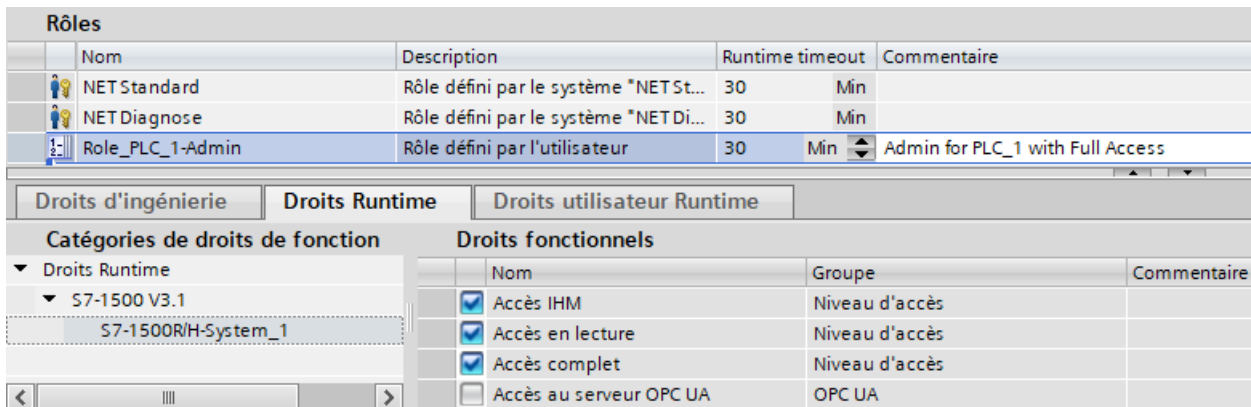 Rôles
Nom Description Runtime timeout Commentaire
NET Standard Rôle défini par le système "NET St... 30 Min
NET Diagnose Rôle défini par le système "NET Di... 30 Min
Role_PLC_1-Admin Rôle défini par l'utilisateur 30 Min Admin for PLC_1 with Full Access
Droits d'ingénierie Droits Runtime Droits utilisateur Runtime
Catégories de droits de fonction Droits fonctionnels
Droits Runtime Nom Groupe Commentaire
S7-1500 V3.1 Accès IHM Niveau d'accès
S7-1500R/H-System_1 Accès en lecture Niveau d'accès
Accès complet Niveau d'accès
Accès au serveur OPC UA OPC UA